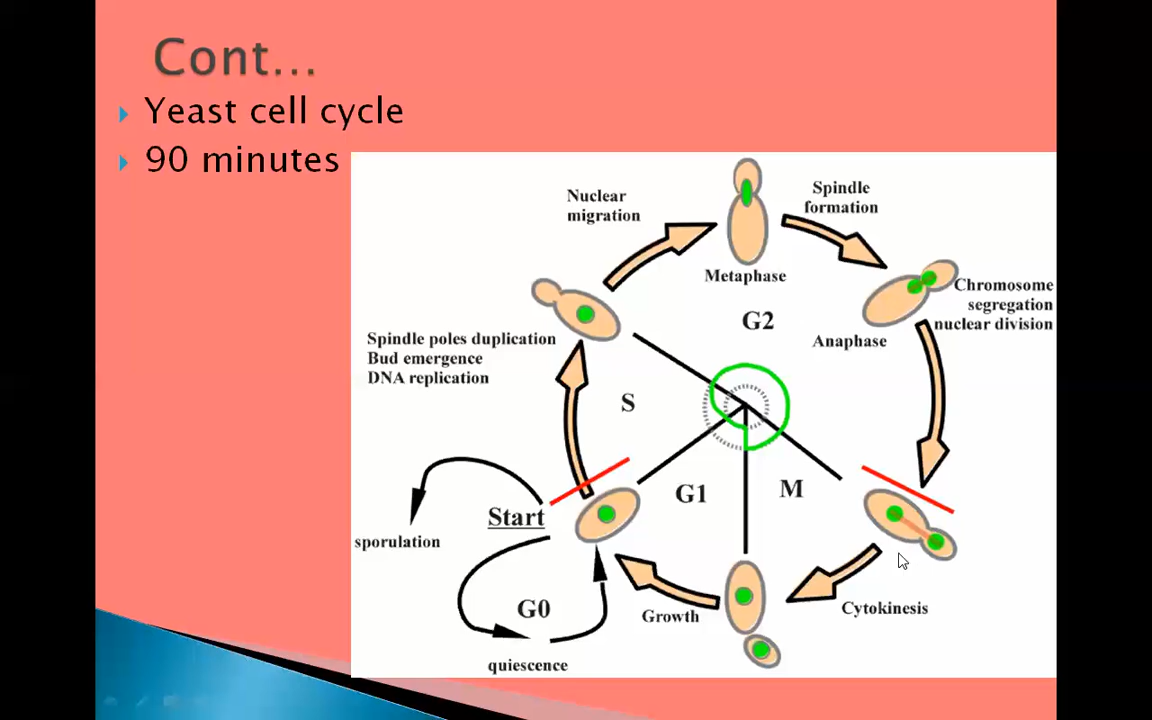 Cont...
Yeast cell cycle
90 minutes
Nuclear
migration
Spindle
formation
Metaphase
Chromosome
segregation
nuclear division
G2
Anaphase
Spindle poles duplication
Bud emergence
DNA replication
S
G1
M
Start
sporulation
G0
Growth
Cytokinesis
quiescence